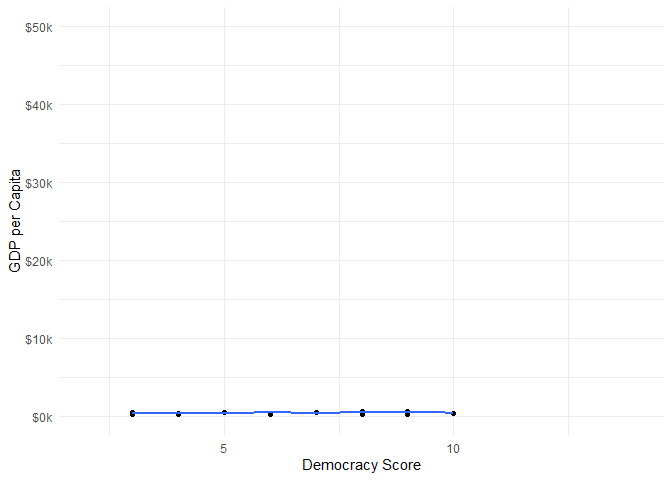 $50k
$40k
$30k
$20k
$10k
$0k
GDP per Capita
5
10
Democracy Score